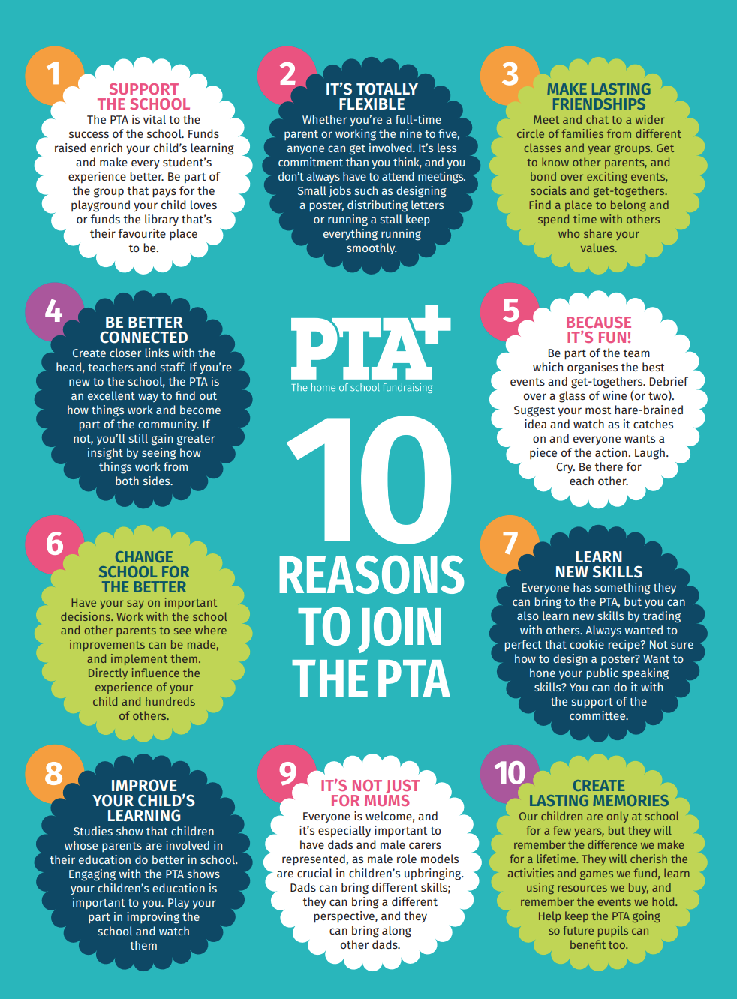 1
SUPPORT
THE SCHOOL
The PTA is vital to the
success of the school. Funds
raised enrich your child's learning
and make every student's
experience better. Be part of
the group that pays for the
playground your child loves
or funds the library that's
their favourite place
to be.
2
IT'S TOTALLY
FLEXIBLE
Whether you're a full-time
parent or working the nine to five,
anyone can get involved. It's less
commitment than you think, and you
don't always have to attend meetings.
Small jobs such as designing
a poster, distributing letters
or running a stall keep
everything running
smoothly.
3
MAKE LASTING
FRIENDSHIPS
Meet and chat to a wider
circle of families from different
classes and year groups. Get
to know other parents, and
bond over exciting events,
socials and get-togethers.
Find a place to belong and
spend time with others
who share your
values.
4
BE BETTER
CONNECTED
Create closer links with the
head, teachers and staff. If you're
new to the school, the PTA is
an excellent way to find out
how things work and become
part of the community. If
not, you'll still gain greater
insight by seeing how
things work from
both sides.
PTA+
The home of school fundraising
10
REASONS
TO JOIN
THE PTA
5
BECAUSE
IT'S FUN!
Be part of the team
which organises the best
events and get-togethers. Debrief
over a glass of wine (or two).
Suggest your most hare-brained
idea and watch as it catches
on and everyone wants a
piece of the action. Laugh.
Cry. Be there for
each other.
6
CHANGE
SCHOOL FOR
THE BETTER
Have your say on important
decisions. Work with the school
and other parents to see where
improvements can be made,
and implement them.
Directly influence the
experience of your
child and hundreds
of others.
7
LEARN
NEW SKILLS
Everyone has something they
can bring to the PTA, but you can
also learn new skills by trading
with others. Always wanted to
perfect that cookie recipe? Not sure
how to design a poster? Want to
hone your public speaking
skills? You can do it with
the support of the
committee.
8
IMPROVE
YOUR CHILD'S
LEARNING
Studies show that children
whose parents are involved in
their education do better in school.
Engaging with the PTA shows
your children's education is
important to you. Play your
part in improving the
school and watch
them
9
IT'S NOT JUST
FOR MUMS
Everyone is welcome, and
it's especially important to
have dads and male carers
represented, as male role models
are crucial in children's upbringing.
Dads can bring different skills;
they can bring a different
perspective, and they
can bring along
other dads.
10
CREATE
LASTING MEMORIES
Our children are only at school
for a few years, but they will
remember the difference we make
for a lifetime. They will cherish the
activities and games we fund, learn
using resources we buy, and
remember the events we hold.
Help keep the PTA going
so future pupils can
benefit too.